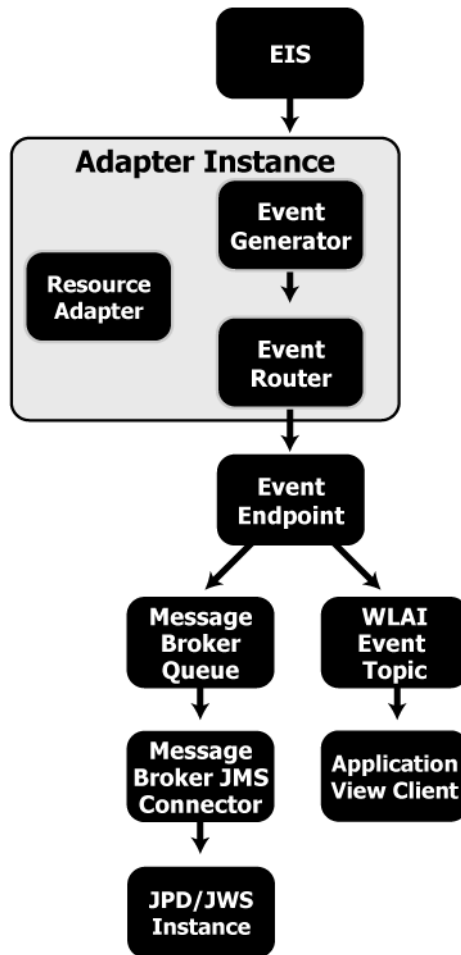 EIS
Adapter Instance
Event
Generator
Resource
Adapter
Event
Router
Event
Endpoint
Message
Broker
Queue
WLAI
Event
Topic
Message
Broker JMS
Connector
Application
View Client
JPD/JWS
Instance